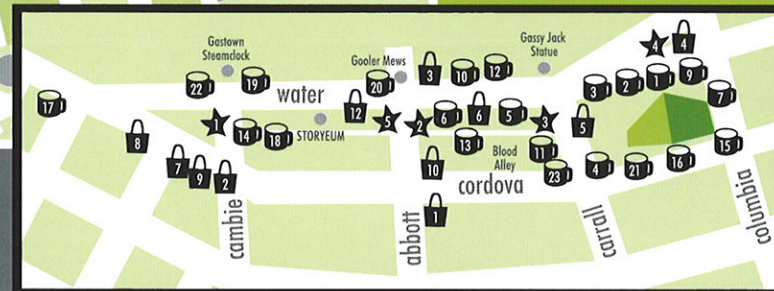 Gastown
Steamclock
Gooler Mews
Gassy Jack
Statue
4
4
3
10
12
22
19
20
3
2
1
9
17
water
7
12
6
6
5
1
5
2
3
5
14
18
STORYEUM
8
13
Blood
Alley
11
15
7
9
2
10
cordova
23
4
21
16
1
cambie
abbott
carrall
columbia